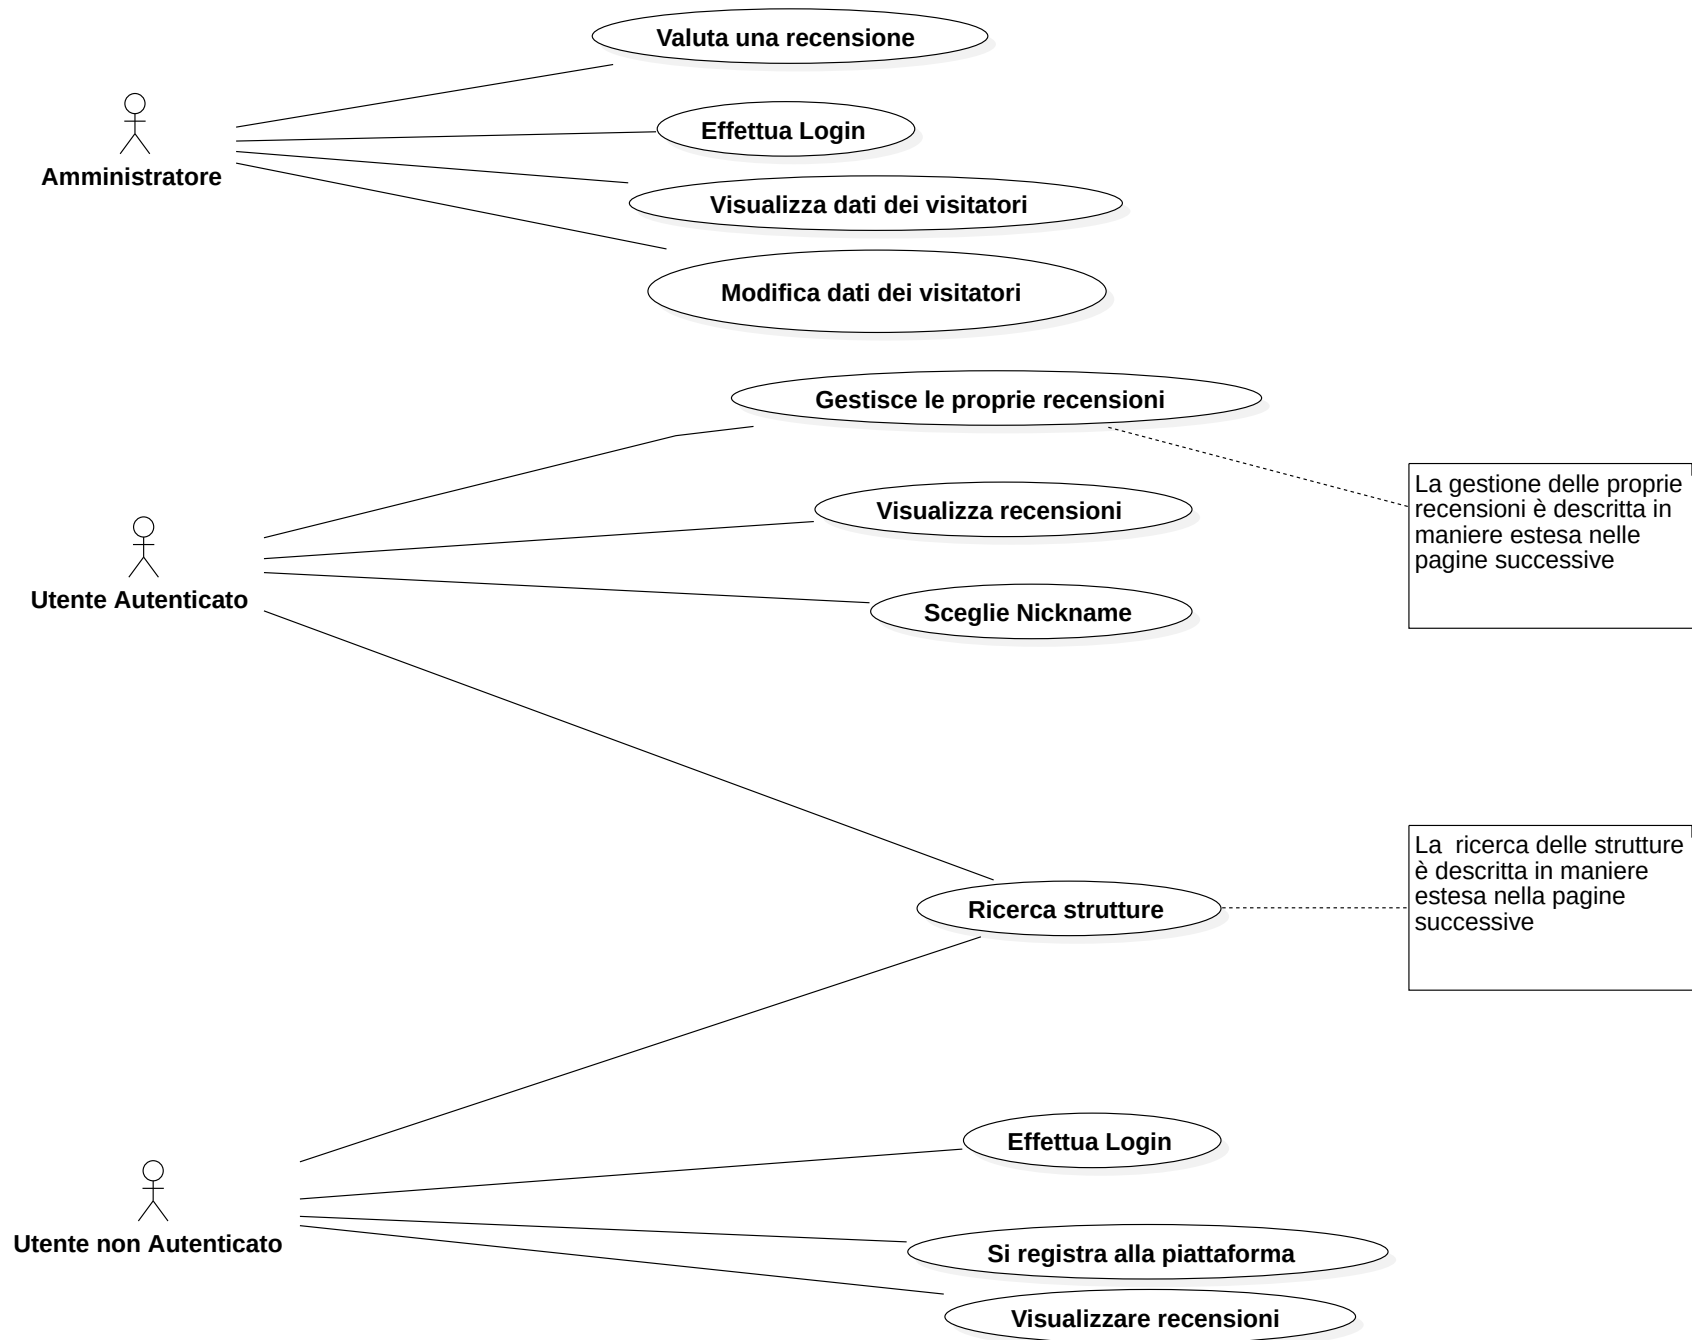 Valuta una recensione
Effettua Login
Amministratore
Visualizza dati dei visitatori
Modifica dati dei visitatori
Gestisce le proprie recensioni
La gestione delle proprie
recensioni è descritta in
maniere estesa nelle
pagine successive
Visualizza recensioni
Utente Autenticato
Sceglie Nickname
La  ricerca delle strutture
è descritta in maniere
estesa nella pagine
successive
Ricerca strutture
Effettua Login
Utente non Autenticato
Si registra alla piattaforma
Visualizzare recensioni